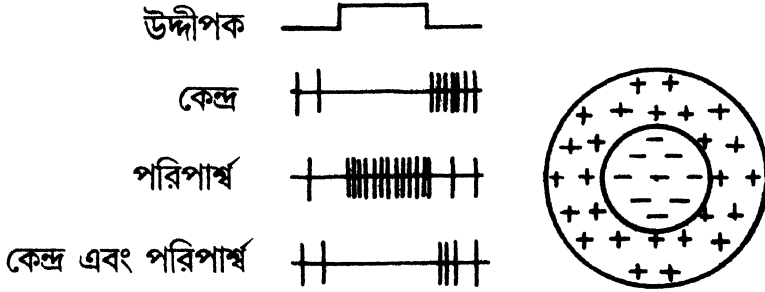 উদ্দীপক
কেন্দ্র
পরিপার্শ্ব
কেন্দ্র এবং পরিপার্শ্ব